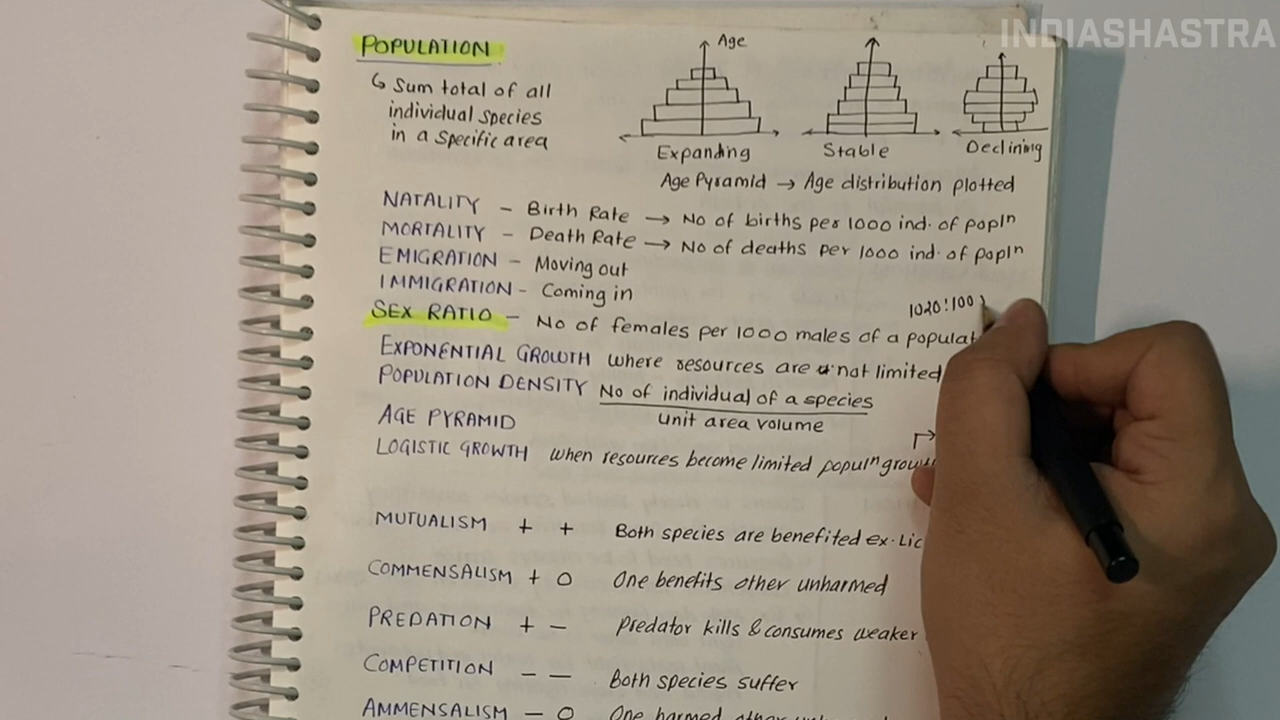 INDIASHASTRA
POPULATION
↳ Sum total of all
individual species
in a specific area
Age
Expanding
Stable
Declining
Age Pyramid → Age distribution plotted
NATALITY – Birth Rate → No of births per 1000 ind. of popln
MORTALITY – Death Rate → No of deaths per 1000 ind. of popln
EMIGRATION – Moving out
IMMIGRATION - Coming in
1020:100
SEX RATIO – No of females per 1000 males of a populat
EXPONENTIAL GROWTH where resources are not limited
POPULATION DENSITY No of individual of a species
unit area volume
AGE PYRAMID
LOGISTIC GROWTH when resources become limited populn
MUTUALISM + + Both species are benefited ex. Lic
COMMENSALISM + 0 One benefits other unharmed
PREDATION + – Predator kills & consumes weaker
COMPETITION – – Both species suffer
AMMENSALISM – 0 One harmed other